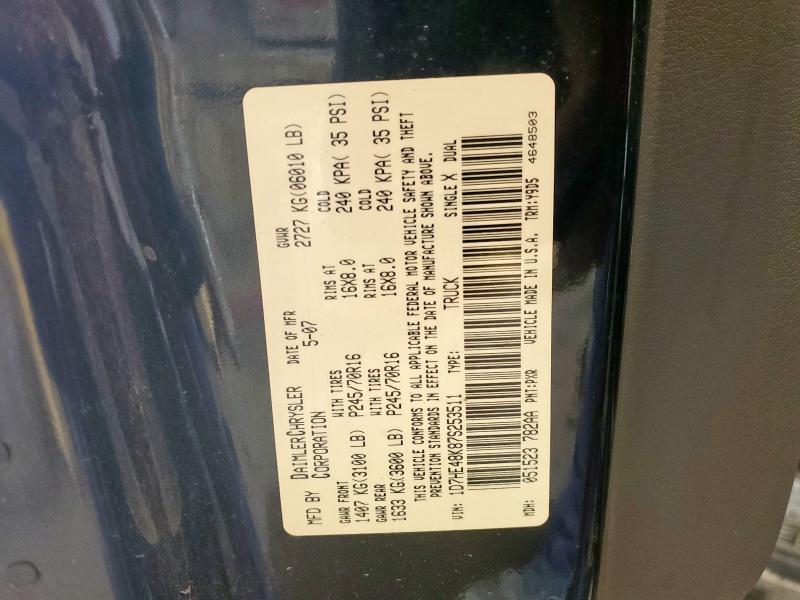 MFD BY DAIMLERCHRYSLER CORPORATION
DATE OF MFR 5-07
GVWR 2727 KG(06010 LB)
GAWR FRONT WITH TIRES RIMS AT COLD
1407 KG(3100 LB) P245/70R16 16X8.0 240 KPA( 35 PSI)
GAWR REAR WITH TIRES RIMS AT COLD
1633 KG(3600 LB) P245/70R16 16X8.0 240 KPA( 35 PSI)
THIS VEHICLE CONFORMS TO ALL APPLICABLE FEDERAL MOTOR VEHICLE SAFETY AND THEFT
PREVENTION STANDARDS IN EFFECT ON THE DATE OF MANUFACTURE SHOWN ABOVE.
VIN: 1D7HE48K87S253511 TYPE: TRUCK SINGLE X DUAL
MDH: 051523 782AA PNT:PXR VEHICLE MADE IN U.S.A. TRM:Y9D5 4648503